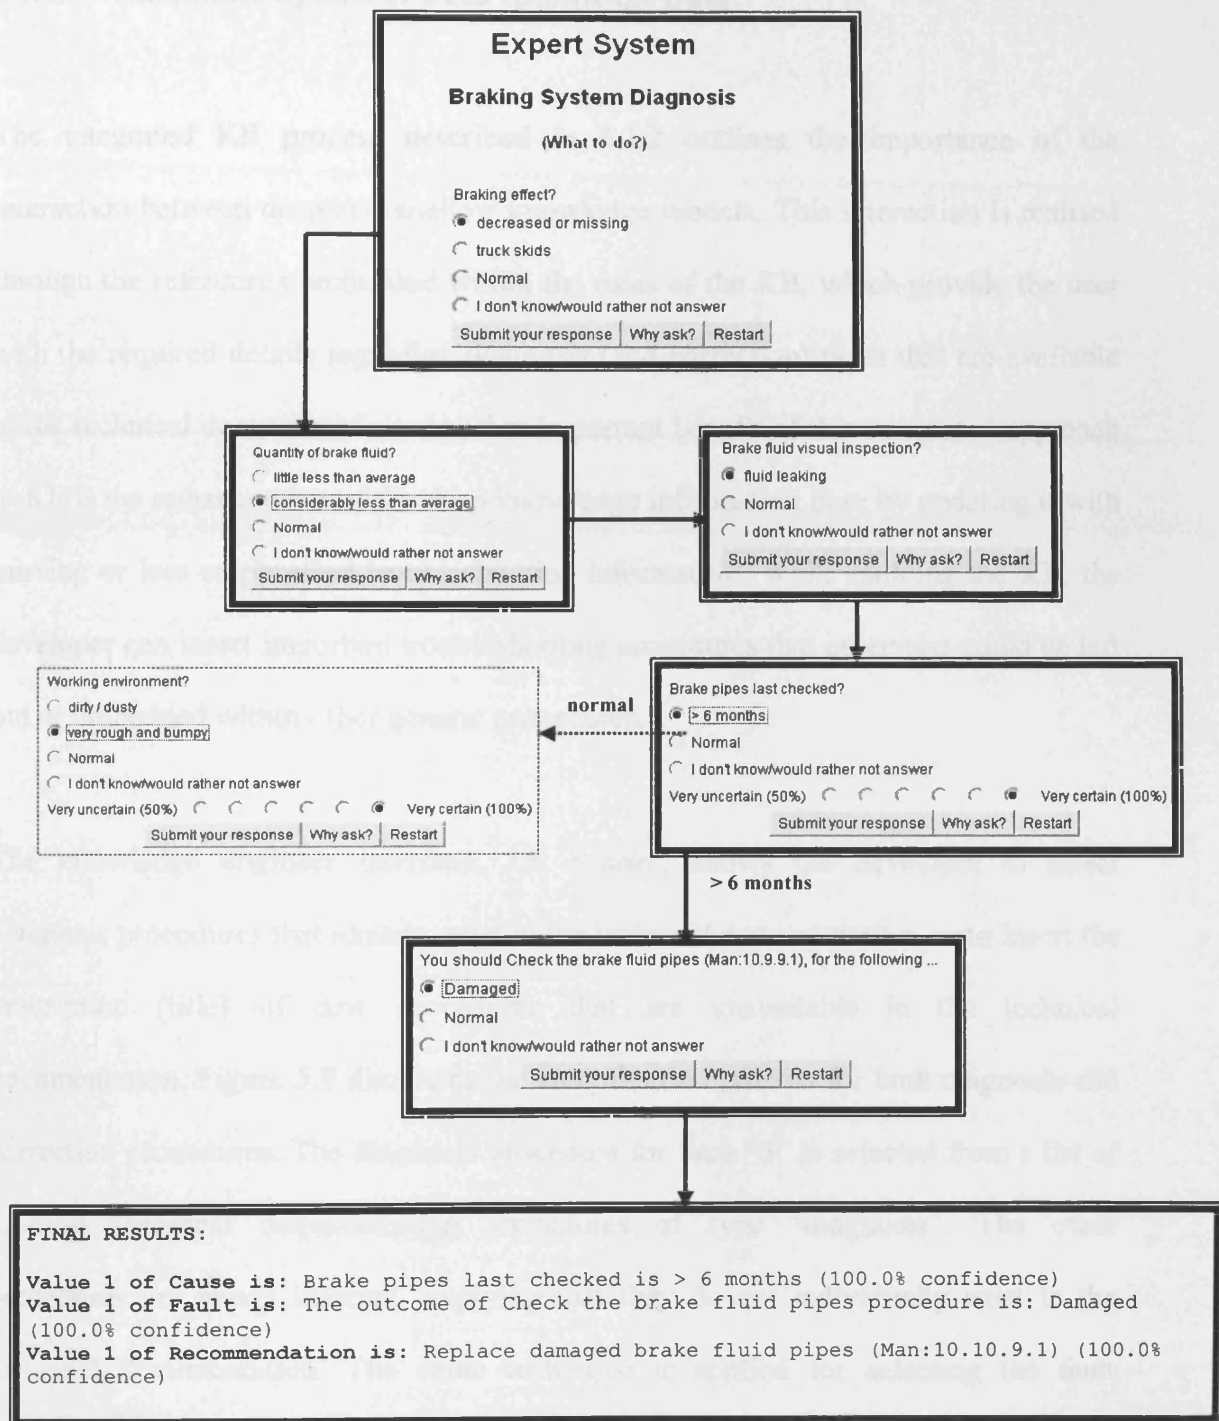 Expert System
Braking System Diagnosis
(What to do?)
Braking effect?
decreased or missing
truck skids
Normal
I don't know/would rather not answer
Submit your response Why ask? Restart
Quantity of brake fluid?
little less than average
considerably less than average
Normal
I don't know/would rather not answer
Submit your response Why ask? Restart
Brake fluid visual inspection?
fluid leaking
Normal
I don't know/would rather not answer
Submit your response Why ask? Restart
Working environment?
dirty / dusty
very rough and bumpy
Normal
I don't know/would rather not answer
Very uncertain (50%) Very certain (100%)
Submit your response Why ask? Restart
normal
Brake pipes last checked?
> 6 months
Normal
I don't know/would rather not answer
Very uncertain (50%) Very certain (100%)
Submit your response Why ask? Restart
> 6 months
You should Check the brake fluid pipes (Man:10.9.9.1), for the following ...
Damaged
Normal
I don't know/would rather not answer
Submit your response Why ask? Restart
FINAL RESULTS:
Value 1 of Cause is: Brake pipes last checked is > 6 months (100.0% confidence)
Value 1 of Fault is: The outcome of Check the brake fluid pipes procedure is: Damaged
(100.0% confidence)
Value 1 of Recommendation is: Replace damaged brake fluid pipes (Man:10.10.9.1) (100.0%
confidence)